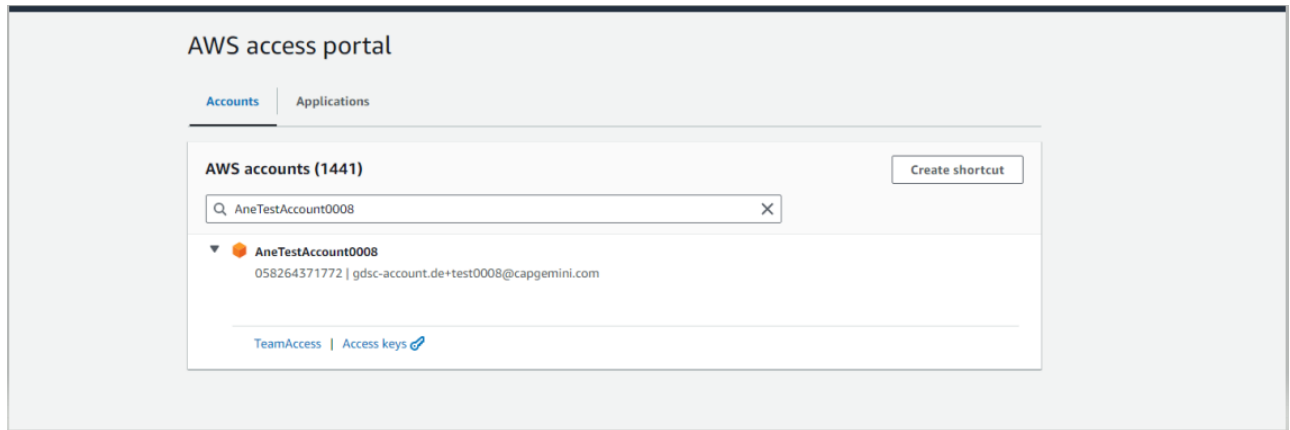 AWS access portal
Accounts Applications
AWS accounts (1441)
Create shortcut
AneTestAccount0008
AneTestAccount0008
058264371772 | gdsc-account.de+test0008@capgemini.com
TeamAccess | Access keys